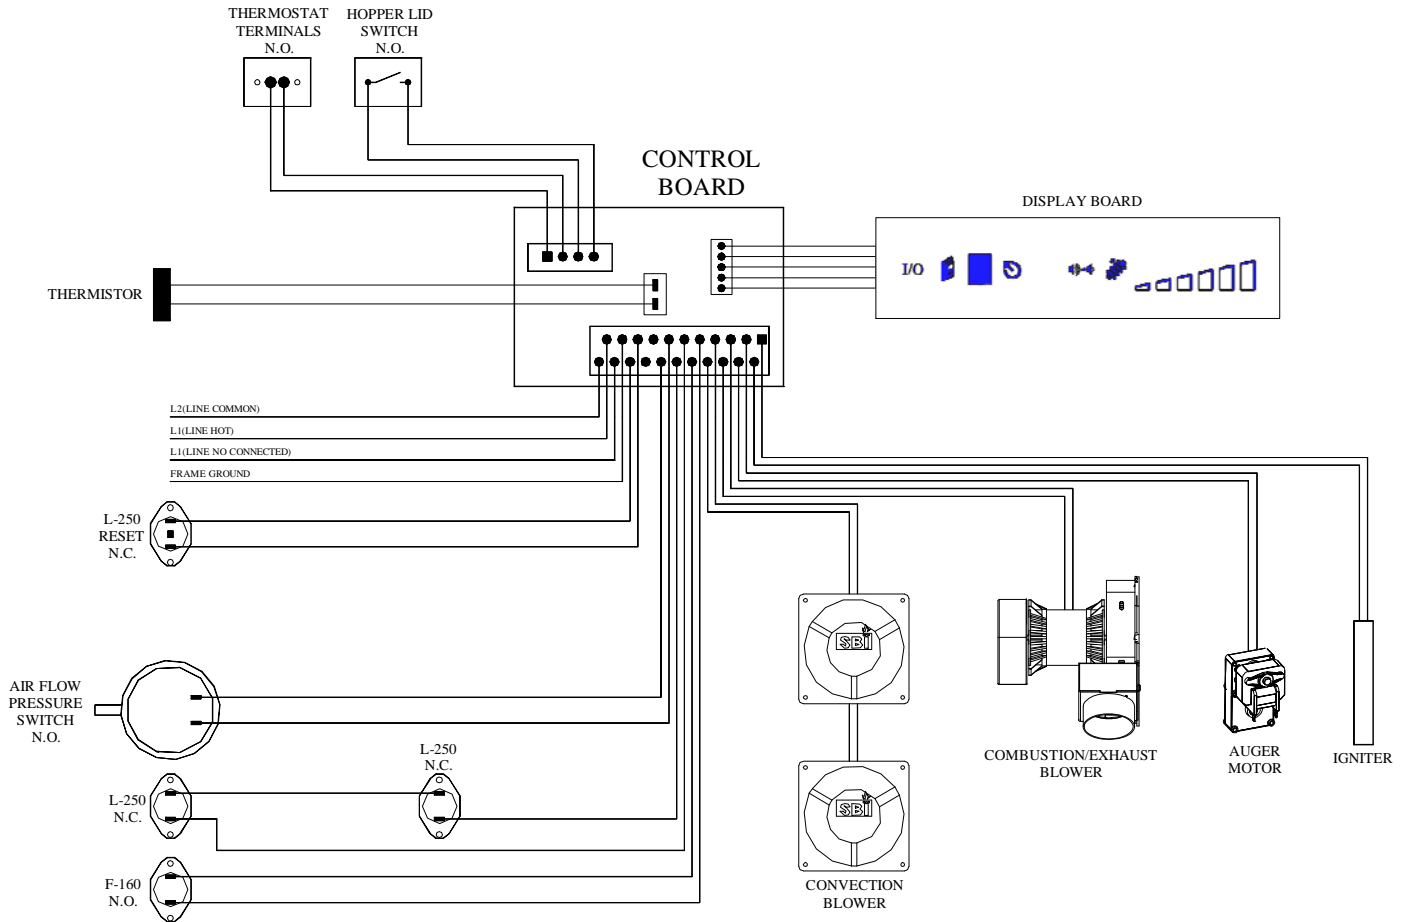 THERMOSTAT
TERMINALS
N.O.
HOPPER LID
SWITCH
N.O.
CONTROL
BOARD
DISPLAY BOARD
I/O
THERMISTOR
L2(LINE COMMON)
L1(LINE HOT)
L1(LINE NO CONNECTED)
FRAME GROUND
L-250
RESET
N.C.
AIR FLOW
PRESSURE
SWITCH
N.O.
L-250
N.C.
L-250
N.C.
F-160
N.O.
SBI
SBI
CONVECTION
BLOWER
COMBUSTION/EXHAUST
BLOWER
AUGER
MOTOR
IGNITER